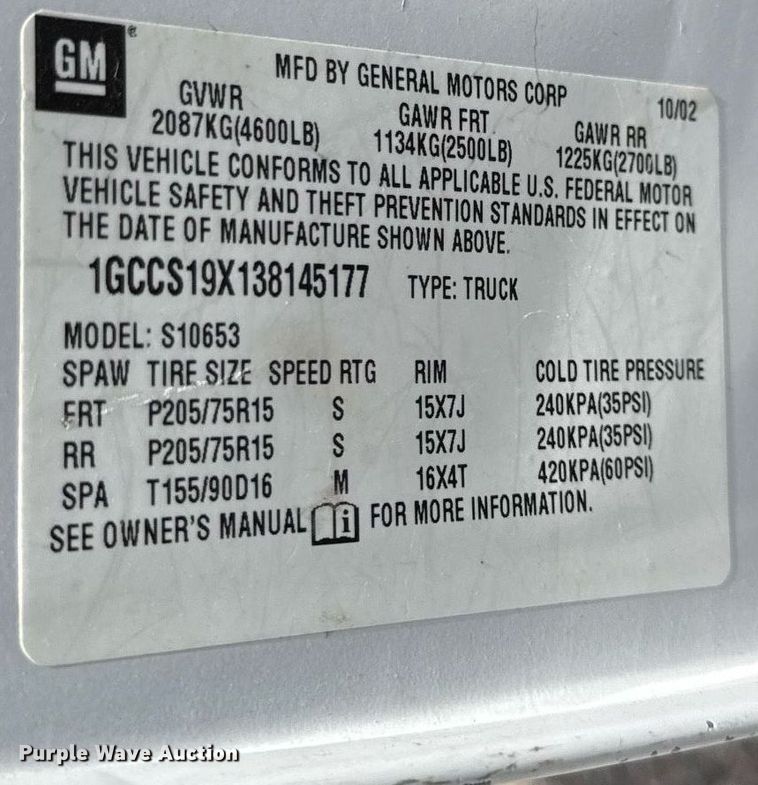 GM
MFD BY GENERAL MOTORS CORP 10/02
GVWR GAWR FRT GAWR RR
2087KG(4600LB) 1134KG(2500LB) 1225KG(2700LB)
THIS VEHICLE CONFORMS TO ALL APPLICABLE U.S. FEDERAL MOTOR
VEHICLE SAFETY AND THEFT PREVENTION STANDARDS IN EFFECT ON
THE DATE OF MANUFACTURE SHOWN ABOVE.
1GCCS19X138145177 TYPE: TRUCK
MODEL: S10653
SPAW TIRE SIZE SPEED RTG RIM COLD TIRE PRESSURE
FRT P205/75R15 S 15X7J 240KPA(35PSI)
RR P205/75R15 S 15X7J 240KPA(35PSI)
SPA T155/90D16 M 16X4T 420KPA(60PSI)
SEE OWNER'S MANUAL i FOR MORE INFORMATION.
Purple Wave Auction